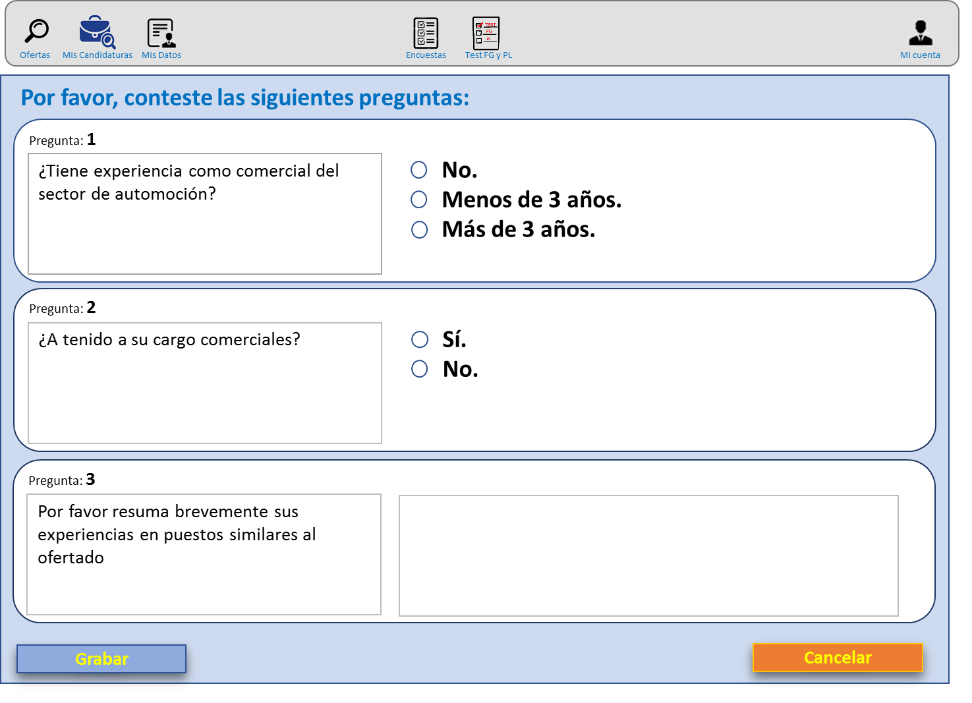 Ofertas
Mis Candidaturas
Mis Datos
Encuestas
Test FG y PL
Mi cuenta
Por favor, conteste las siguientes preguntas:
Pregunta: 1
¿Tiene experiencia como comercial del
sector de automoción?
No.
Menos de 3 años.
Más de 3 años.
Pregunta: 2
¿A tenido a su cargo comerciales?
Sí.
No.
Pregunta: 3
Por favor resuma brevemente sus
experiencias en puestos similares al
ofertado
Grabar
Cancelar